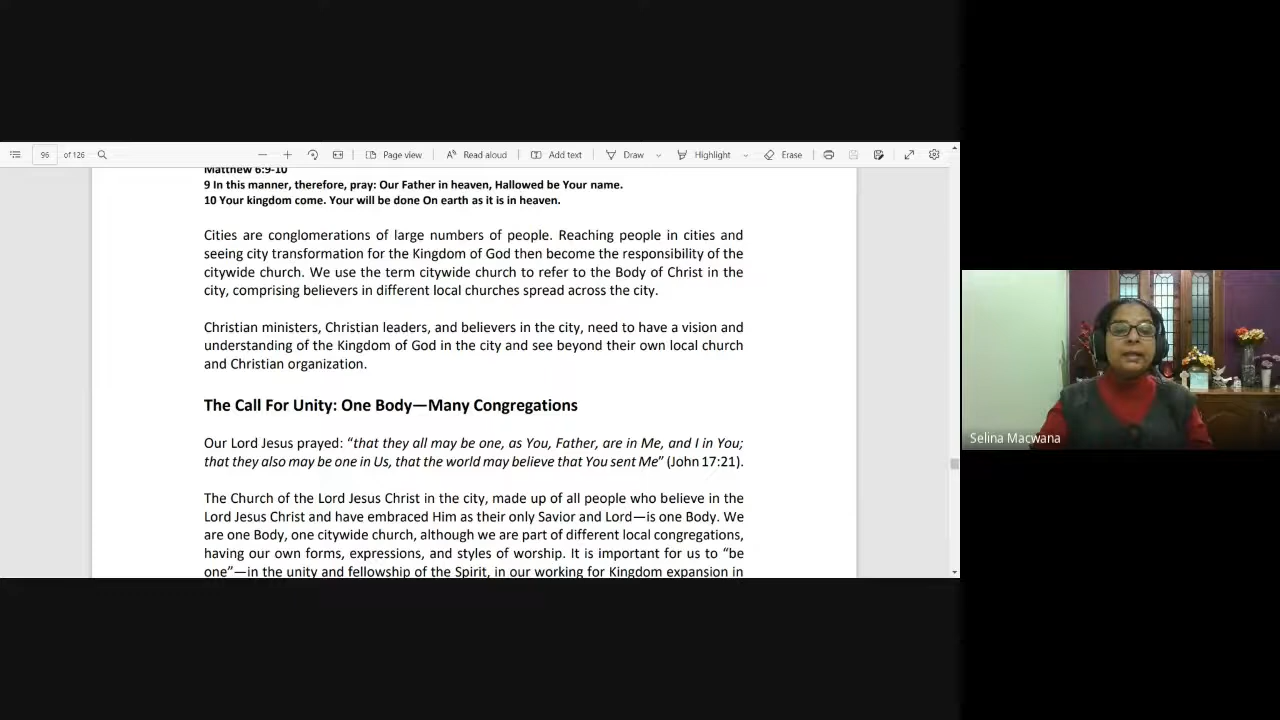 96 of 126 Page view Read aloud Add text Draw Highlight Erase
Matthew 6:9-10
9 In this manner, therefore, pray: Our Father in heaven, Hallowed be Your name.
10 Your kingdom come. Your will be done On earth as it is in heaven.
Cities are conglomerations of large numbers of people. Reaching people in cities and
seeing city transformation for the Kingdom of God then become the responsibility of the
citywide church. We use the term citywide church to refer to the Body of Christ in the
city, comprising believers in different local churches spread across the city.
Christian ministers, Christian leaders, and believers in the city, need to have a vision and
understanding of the Kingdom of God in the city and see beyond their own local church
and Christian organization.
The Call For Unity: One Body—Many Congregations
Our Lord Jesus prayed: “that they all may be one, as You, Father, are in Me, and I in You;
that they also may be one in Us, that the world may believe that You sent Me” (John 17:21).
The Church of the Lord Jesus Christ in the city, made up of all people who believe in the
Lord Jesus Christ and have embraced Him as their only Savior and Lord—is one Body. We
are one Body, one citywide church, although we are part of different local congregations,
having our own forms, expressions, and styles of worship. It is important for us to “be
one”—in the unity and fellowship of the Spirit, in our working for Kingdom expansion in
Selina Macwana